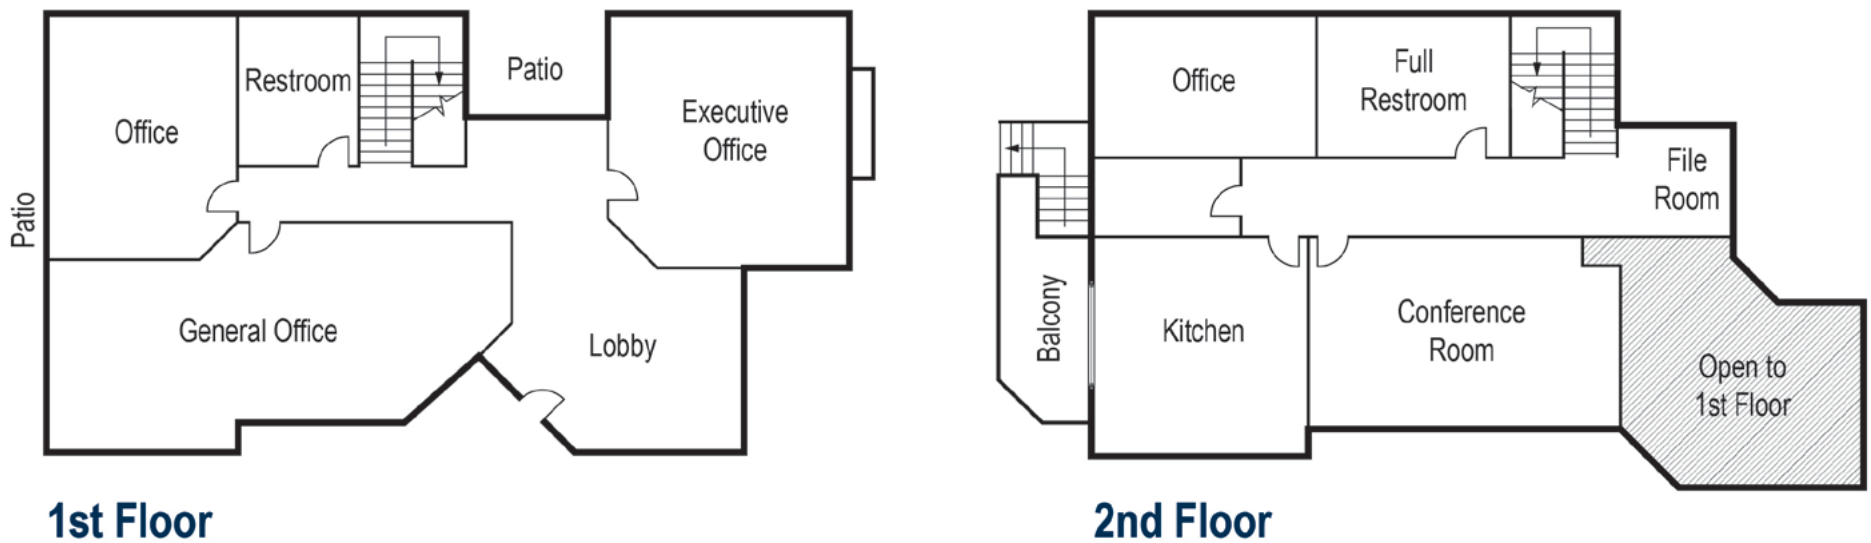 Patio
Restroom
Office
Executive
Office
Patio
General Office
Lobby
1st Floor
Office
Full
Restroom
File
Room
Balcony
Kitchen
Conference
Room
Open to
1st Floor
2nd Floor